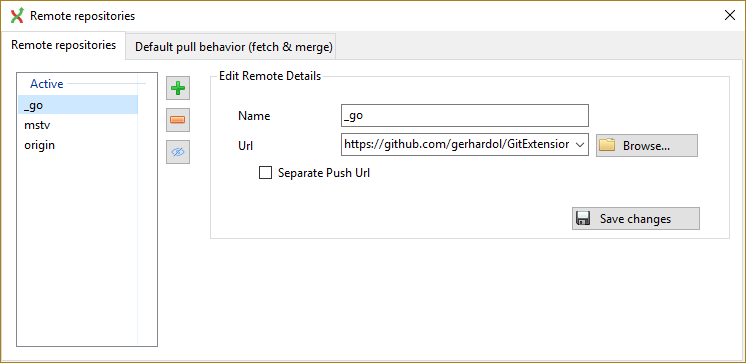 Remote repositories
Remote repositories
Default pull behavior (fetch & merge)
Active
_go
mstv
origin
Edit Remote Details
Name
_go
Url
https://github.com/gerhardol/GitExtension
Browse...
Separate Push Url
Save changes